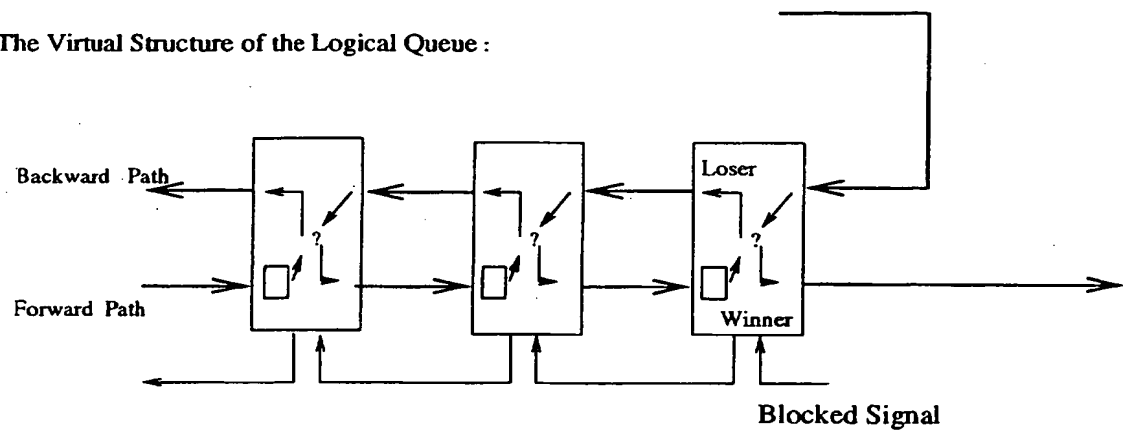 The Virtual Structure of the Logical Queue :
Loser
Backward Path
?
?
?
Forward Path
Winner
Blocked Signal